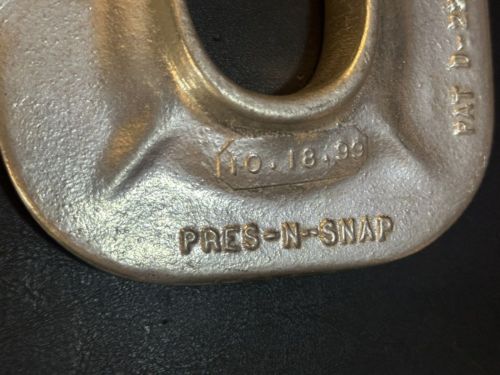 10.18.99
PRES-N-SNAP
PAT D-